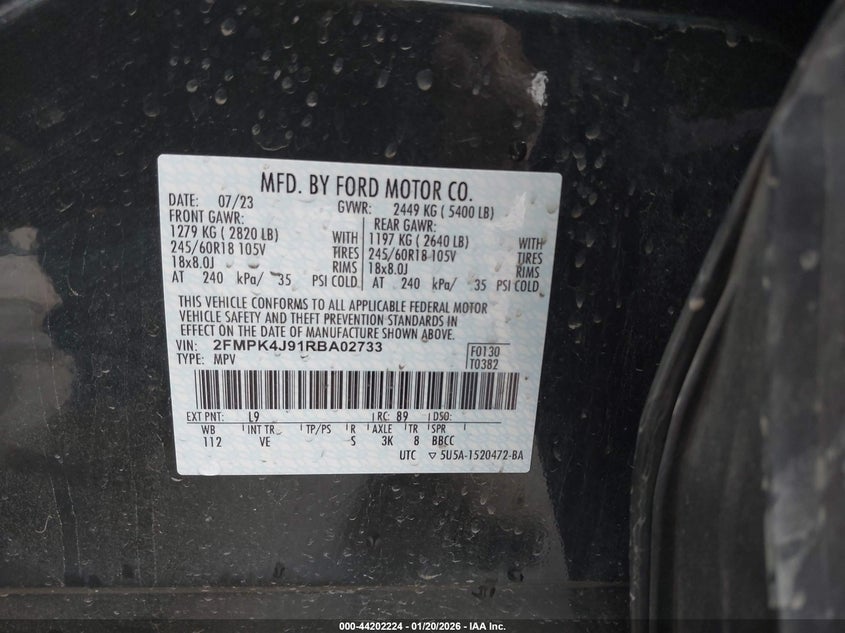 MFD. BY FORD MOTOR CO.
DATE: 07/23 GVWR: 2449 KG ( 5400 LB)
FRONT GAWR: REAR GAWR:
1279 KG ( 2820 LB) WITH 1197 KG ( 2640 LB) WITH
245/60R18 105V TIRES 245/60R18 105V TIRES
18x8.0J RIMS 18x8.0J RIMS
AT 240 kPa/ 35 PSI COLD AT 240 kPa/ 35 PSI COLD
THIS VEHICLE CONFORMS TO ALL APPLICABLE FEDERAL MOTOR
VEHICLE SAFETY AND THEFT PREVENTION STANDARDS IN
EFFECT ON THE DATE OF MANUFACTURE SHOWN ABOVE.
VIN: 2FMPK4J91RBA02733 F0130
TYPE: MPV T0382
EXT PNT: L9 RC: 89 DSO:
WB INT TR TP/PS R AXLE TR SPR
112 VE S 3K 8 BBCC
UTC ▽ 5U5A-1520472-BA
000-44202224 - 01/20/2026 - IAA Inc.